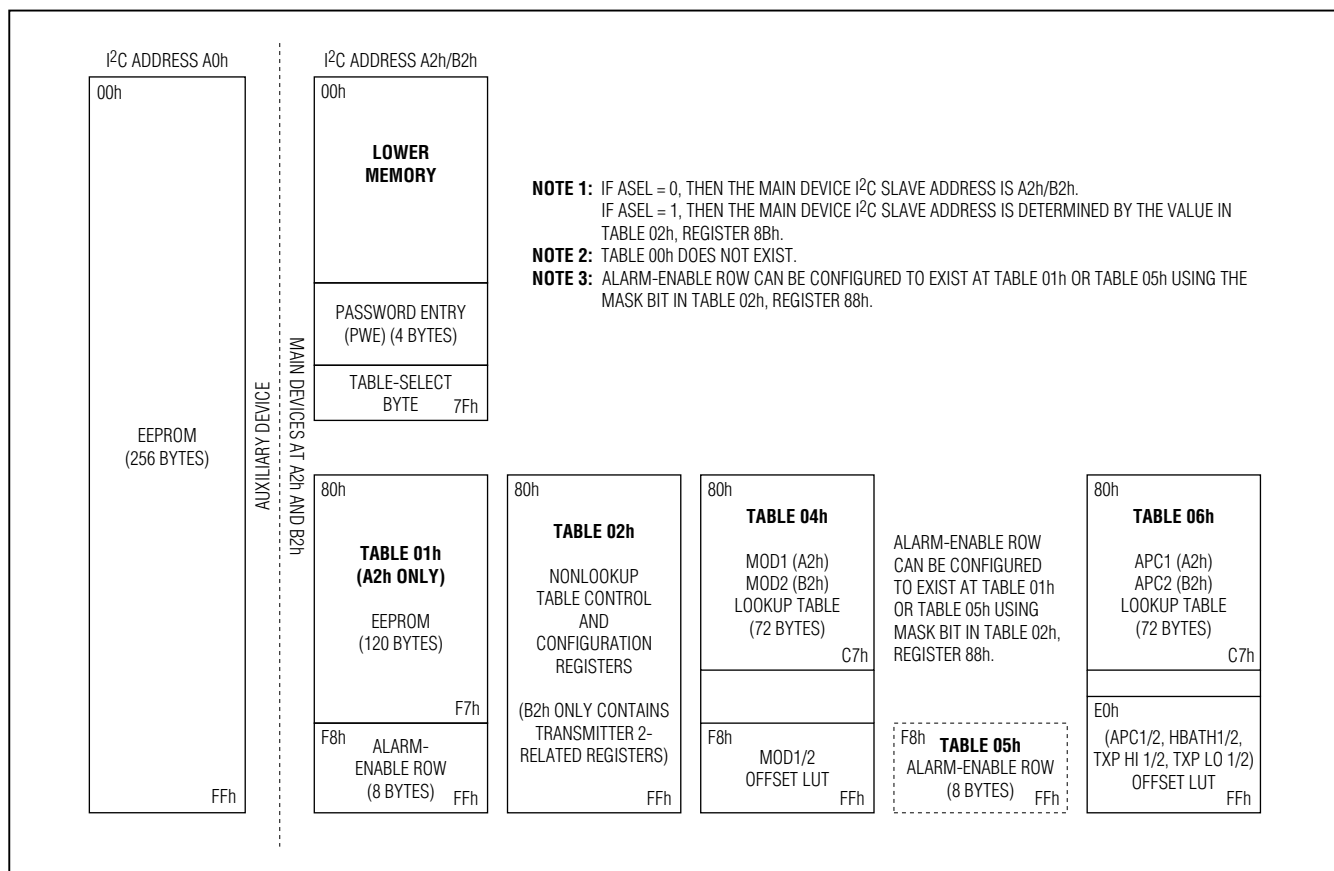 I2C ADDRESS A0h
00h
EEPROM
(256 BYTES)
FFh
AUXILIARY DEVICE
MAIN DEVICES AT A2h AND B2h
I2C ADDRESS A2h/B2h
00h
LOWER
MEMORY
PASSWORD ENTRY
(PWE) (4 BYTES)
TABLE-SELECT
BYTE
7Fh
NOTE 1: IF ASEL = 0, THEN THE MAIN DEVICE I2C SLAVE ADDRESS IS A2h/B2h.
IF ASEL = 1, THEN THE MAIN DEVICE I2C SLAVE ADDRESS IS DETERMINED BY THE VALUE IN
TABLE 02h, REGISTER 8Bh.
NOTE 2: TABLE 00h DOES NOT EXIST.
NOTE 3: ALARM-ENABLE ROW CAN BE CONFIGURED TO EXIST AT TABLE 01h OR TABLE 05h USING THE
MASK BIT IN TABLE 02h, REGISTER 88h.
80h
TABLE 01h
(A2h ONLY)
EEPROM
(120 BYTES)
F7h
F8h
ALARM-
ENABLE ROW
(8 BYTES)
FFh
80h
TABLE 02h
NONLOOKUP
TABLE CONTROL
AND
CONFIGURATION
REGISTERS
(B2h ONLY CONTAINS
TRANSMITTER 2-
RELATED REGISTERS)
FFh
80h
TABLE 04h
MOD1 (A2h)
MOD2 (B2h)
LOOKUP TABLE
(72 BYTES)
C7h
F8h
MOD1/2
OFFSET LUT
FFh
ALARM-ENABLE ROW
CAN BE CONFIGURED
TO EXIST AT TABLE 01h
OR TABLE 05h USING
MASK BIT IN TABLE 02h,
REGISTER 88h.
F8h
TABLE 05h
ALARM-ENABLE ROW
(8 BYTES)
FFh
80h
TABLE 06h
APC1 (A2h)
APC2 (B2h)
LOOKUP TABLE
(72 BYTES)
C7h
E0h
(APC1/2, HBATH1/2,
TXP HI 1/2, TXP LO 1/2)
OFFSET LUT
FFh